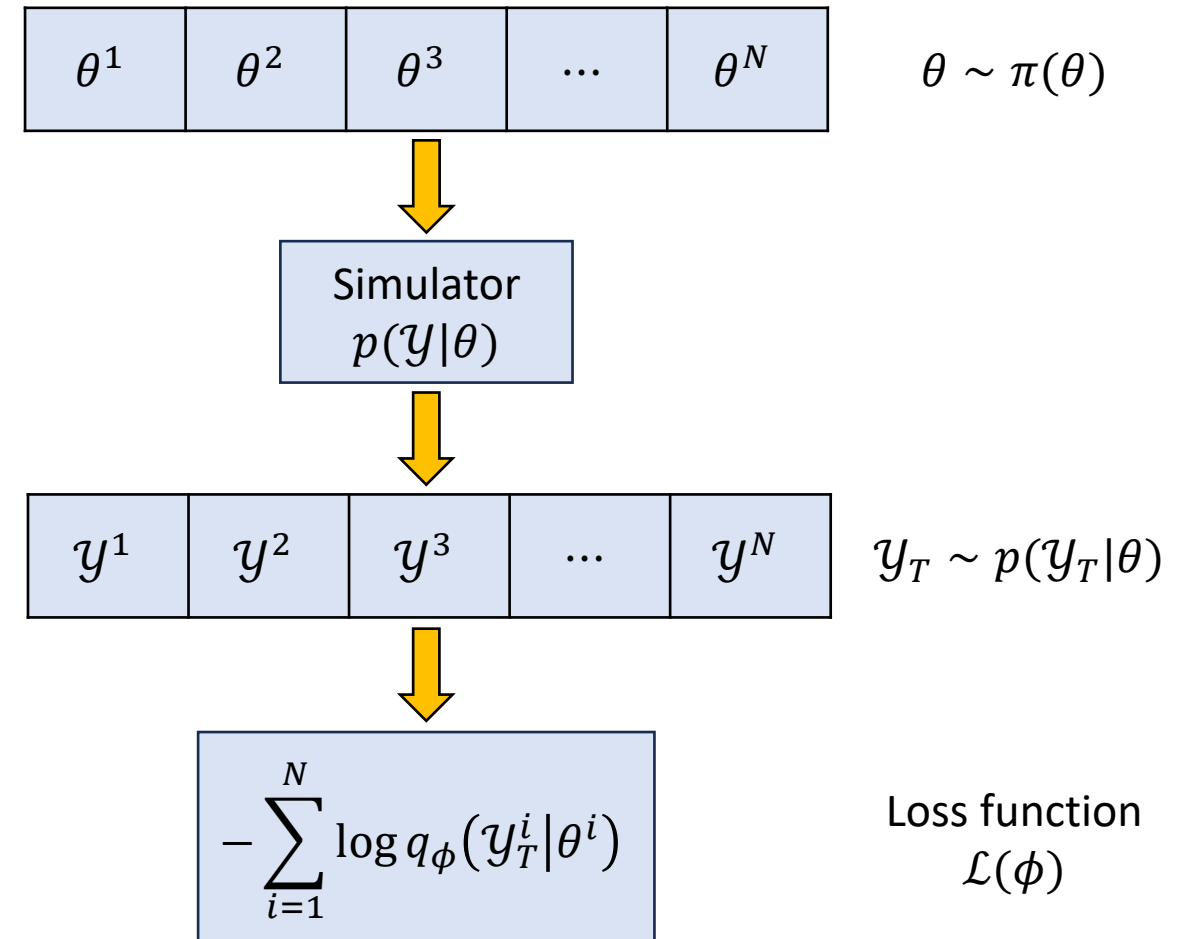 θ¹ θ² θ³ ⋯ θᴺ θ ~ π(θ)
Simulator
p(𝒴|θ)
𝒴¹ 𝒴² 𝒴³ ⋯ 𝒴ᴺ 𝒴_T ~ p(𝒴_T|θ)
− ∑_{i=1}^{N} log q_ϕ(𝒴_T^i|θ^i)
Loss function
ℒ(ϕ)